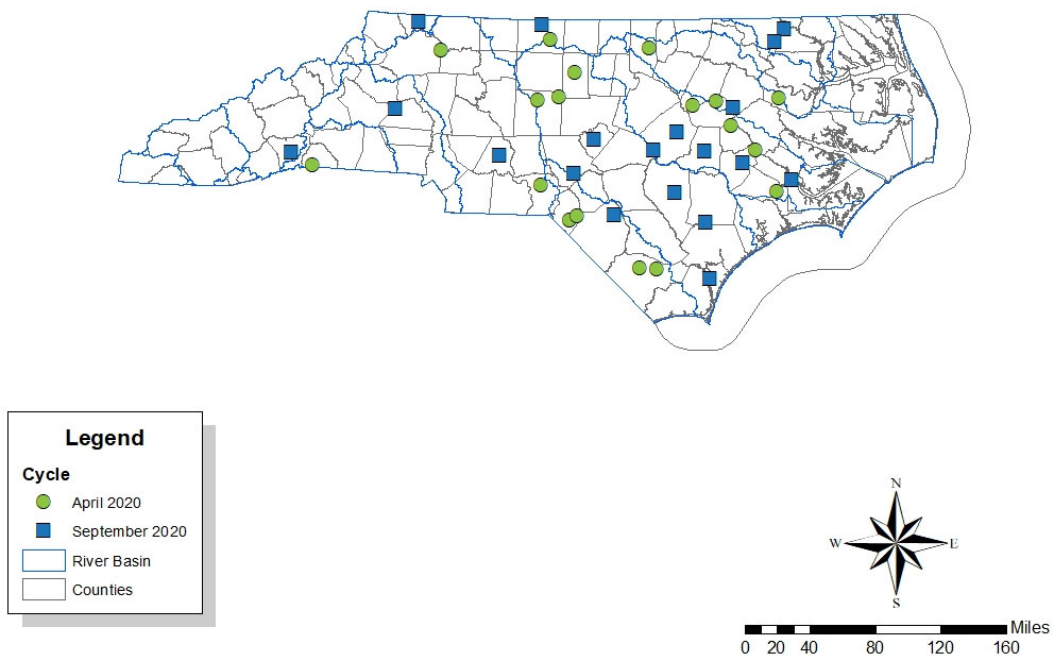 Legend
Cycle
April 2020
September 2020
River Basin
Counties
N
W E
S
Miles
0 20 40 80 120 160